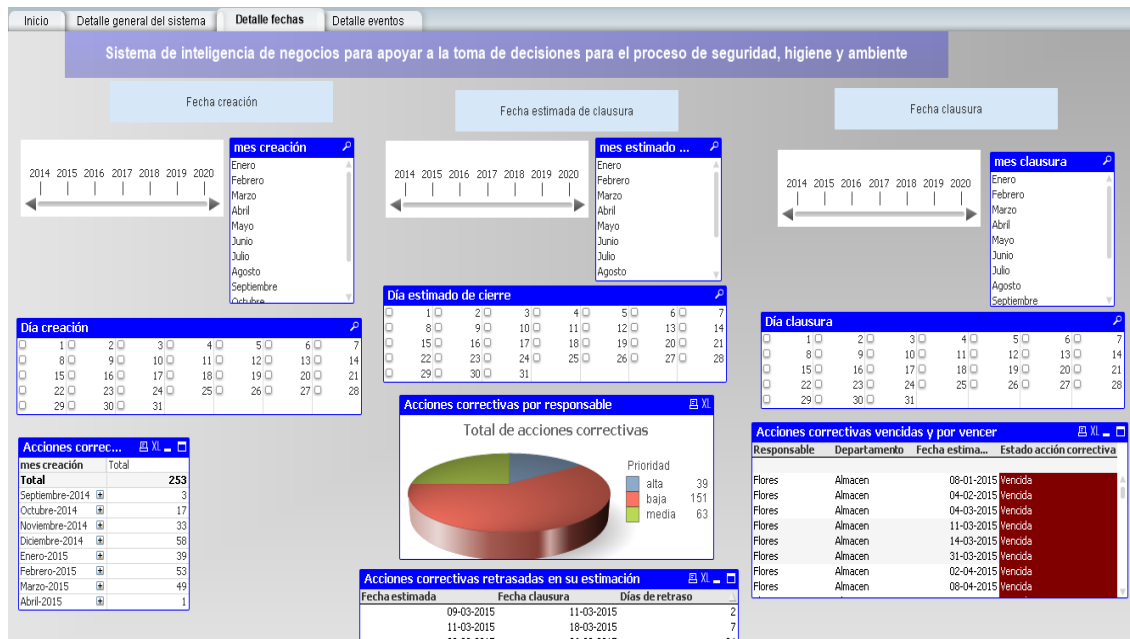 Inicio Detalle general del sistema Detalle fechas Detalle eventos
Sistema de inteligencia de negocios para apoyar a la toma de decisiones para el proceso de seguridad, higiene y ambiente
Fecha creación
2014 2015 2016 2017 2018 2019 2020
mes creación
Enero
Febrero
Marzo
Abril
Mayo
Junio
Julio
Agosto
Septiembre
Octubre
Día creación
1 2 3 4 5 6 7
8 9 10 11 12 13 14
15 16 17 18 19 20 21
22 23 24 25 26 27 28
29 30 31
Acciones correc... XL
mes creación Total
Total 253
Septiembre-2014 3
Octubre-2014 17
Noviembre-2014 33
Diciembre-2014 58
Enero-2015 39
Febrero-2015 53
Marzo-2015 49
Abril-2015 1
Fecha estimada de clausura
2014 2015 2016 2017 2018 2019 2020
mes estimado ...
Enero
Febrero
Marzo
Abril
Mayo
Junio
Julio
Agosto
Día estimado de cierre
1 2 3 4 5 6 7
8 9 10 11 12 13 14
15 16 17 18 19 20 21
22 23 24 25 26 27 28
29 30 31
Acciones correctivas por responsable XL
Total de acciones correctivas
Prioridad
alta 39
baja 151
media 63
Acciones correctivas retrasadas en su estimación XL
Fecha estimada Fecha clausura Días de retraso
09-03-2015 11-03-2015 2
11-03-2015 18-03-2015 7
Fecha clausura
2014 2015 2016 2017 2018 2019 2020
mes clausura
Enero
Febrero
Marzo
Abril
Mayo
Junio
Julio
Agosto
Septiembre
Día clausura
1 2 3 4 5 6 7
8 9 10 11 12 13 14
15 16 17 18 19 20 21
22 23 24 25 26 27 28
29 30 31
Acciones correctivas vencidas y por vencer XL
Responsable Departamento Fecha estima... Estado acción correctiva
Flores Almacen 08-01-2015 Vencida
Flores Almacen 04-02-2015 Vencida
Flores Almacen 04-03-2015 Vencida
Flores Almacen 11-03-2015 Vencida
Flores Almacen 14-03-2015 Vencida
Flores Almacen 31-03-2015 Vencida
Flores Almacen 02-04-2015 Vencida
Flores Almacen 08-04-2015 Vencida